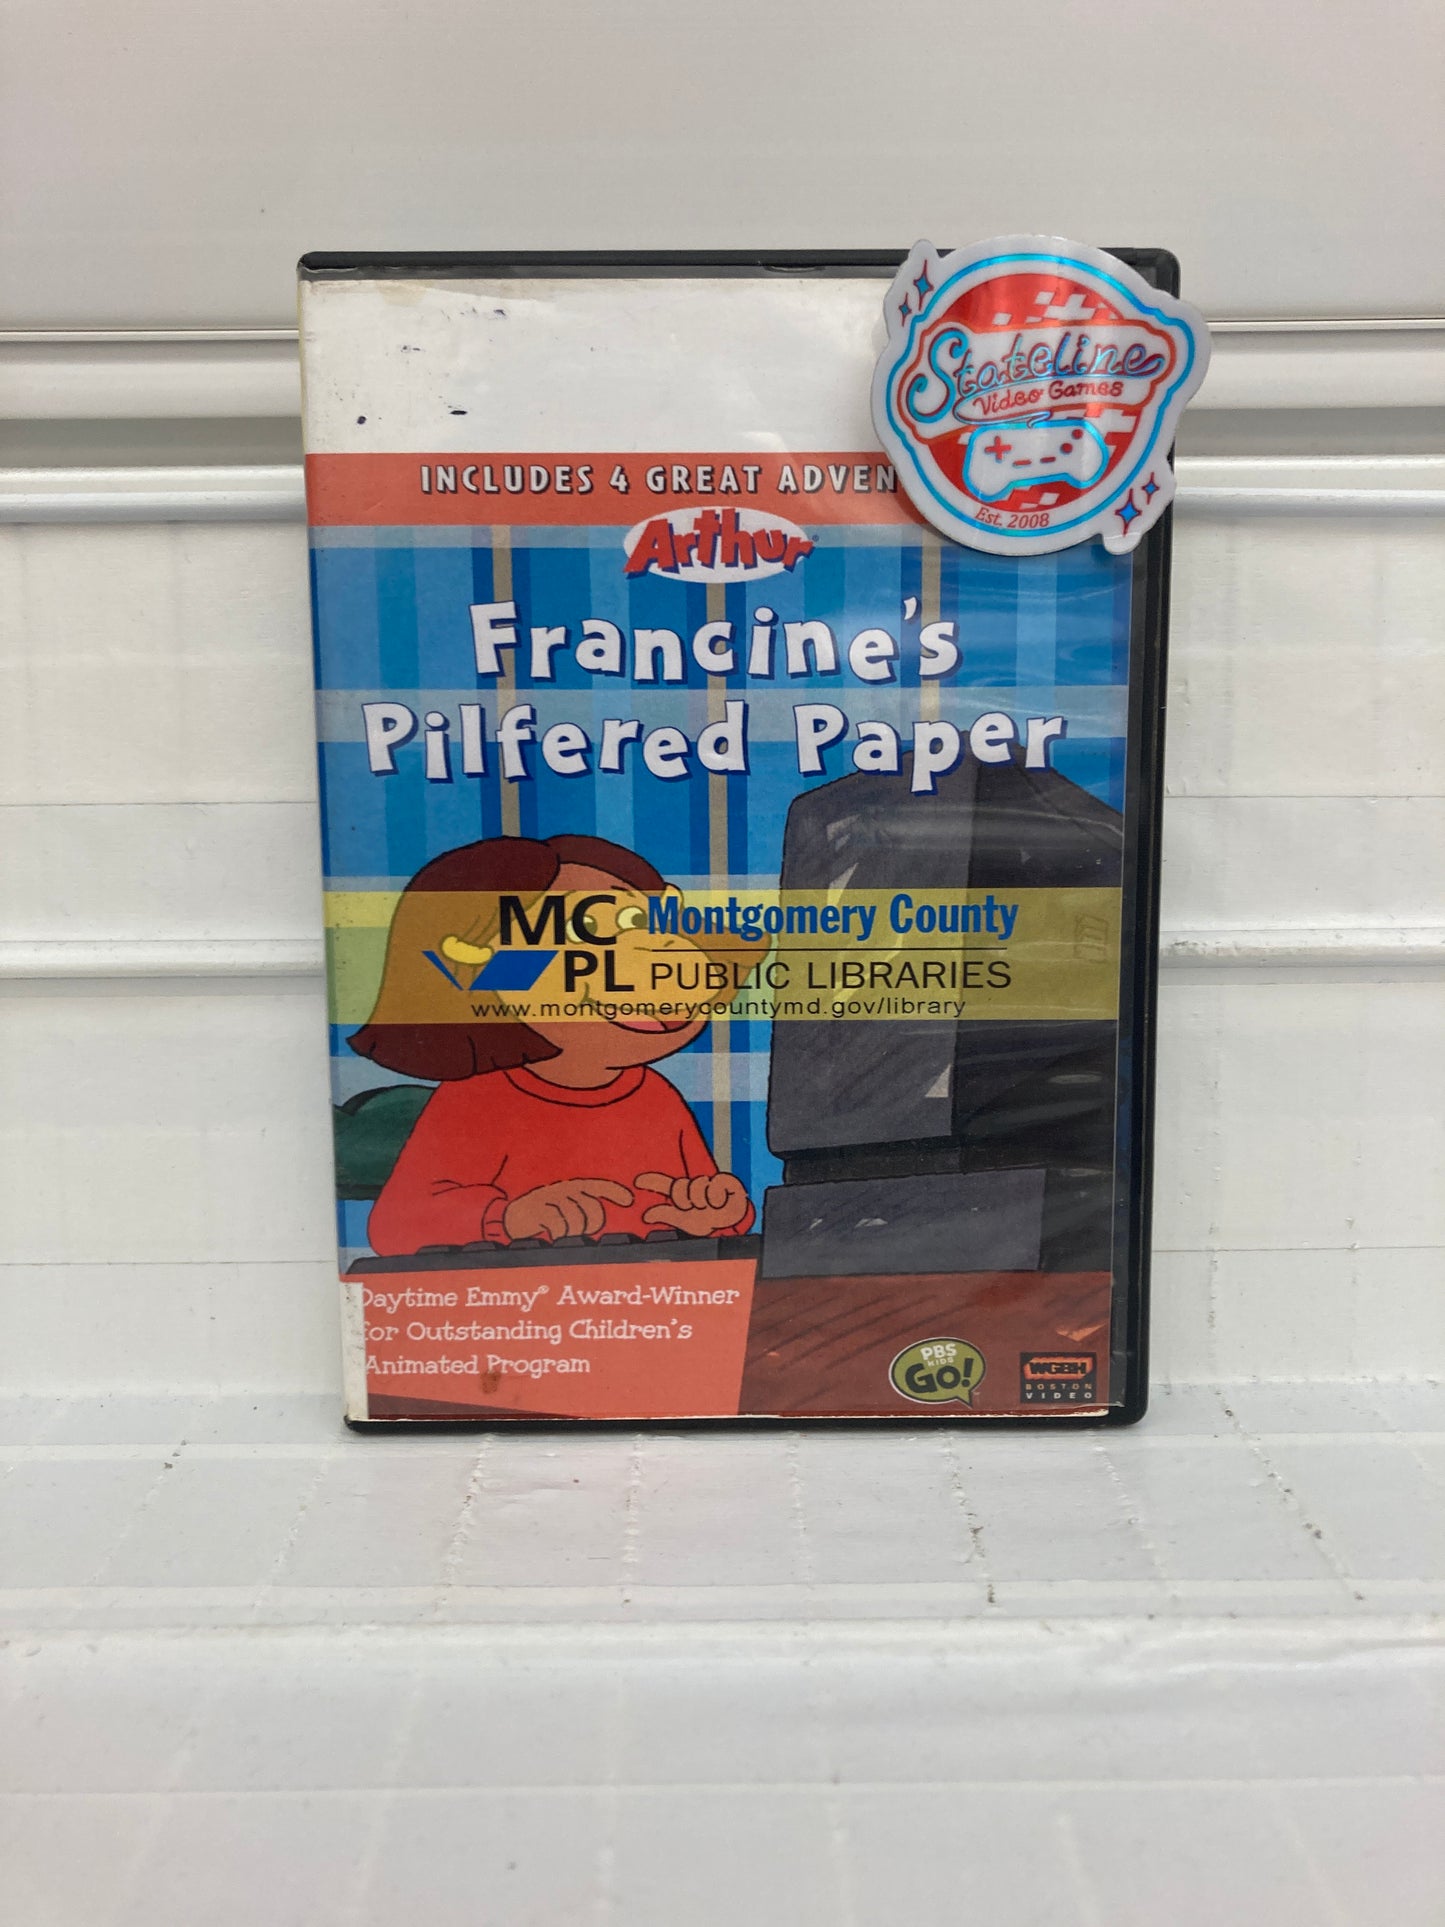 Stateline
Video Games
Est. 2008
INCLUDES 4 GREAT ADVEN
Arthur®
Francine's
Pilfered Paper
MC
PL
Montgomery County
PUBLIC LIBRARIES
www.montgomerycountymd.gov/library
Daytime Emmy® Award-Winner
for Outstanding Children's
Animated Program
PBS
KIDS
GO!
WGBH
BOSTON
VIDEO